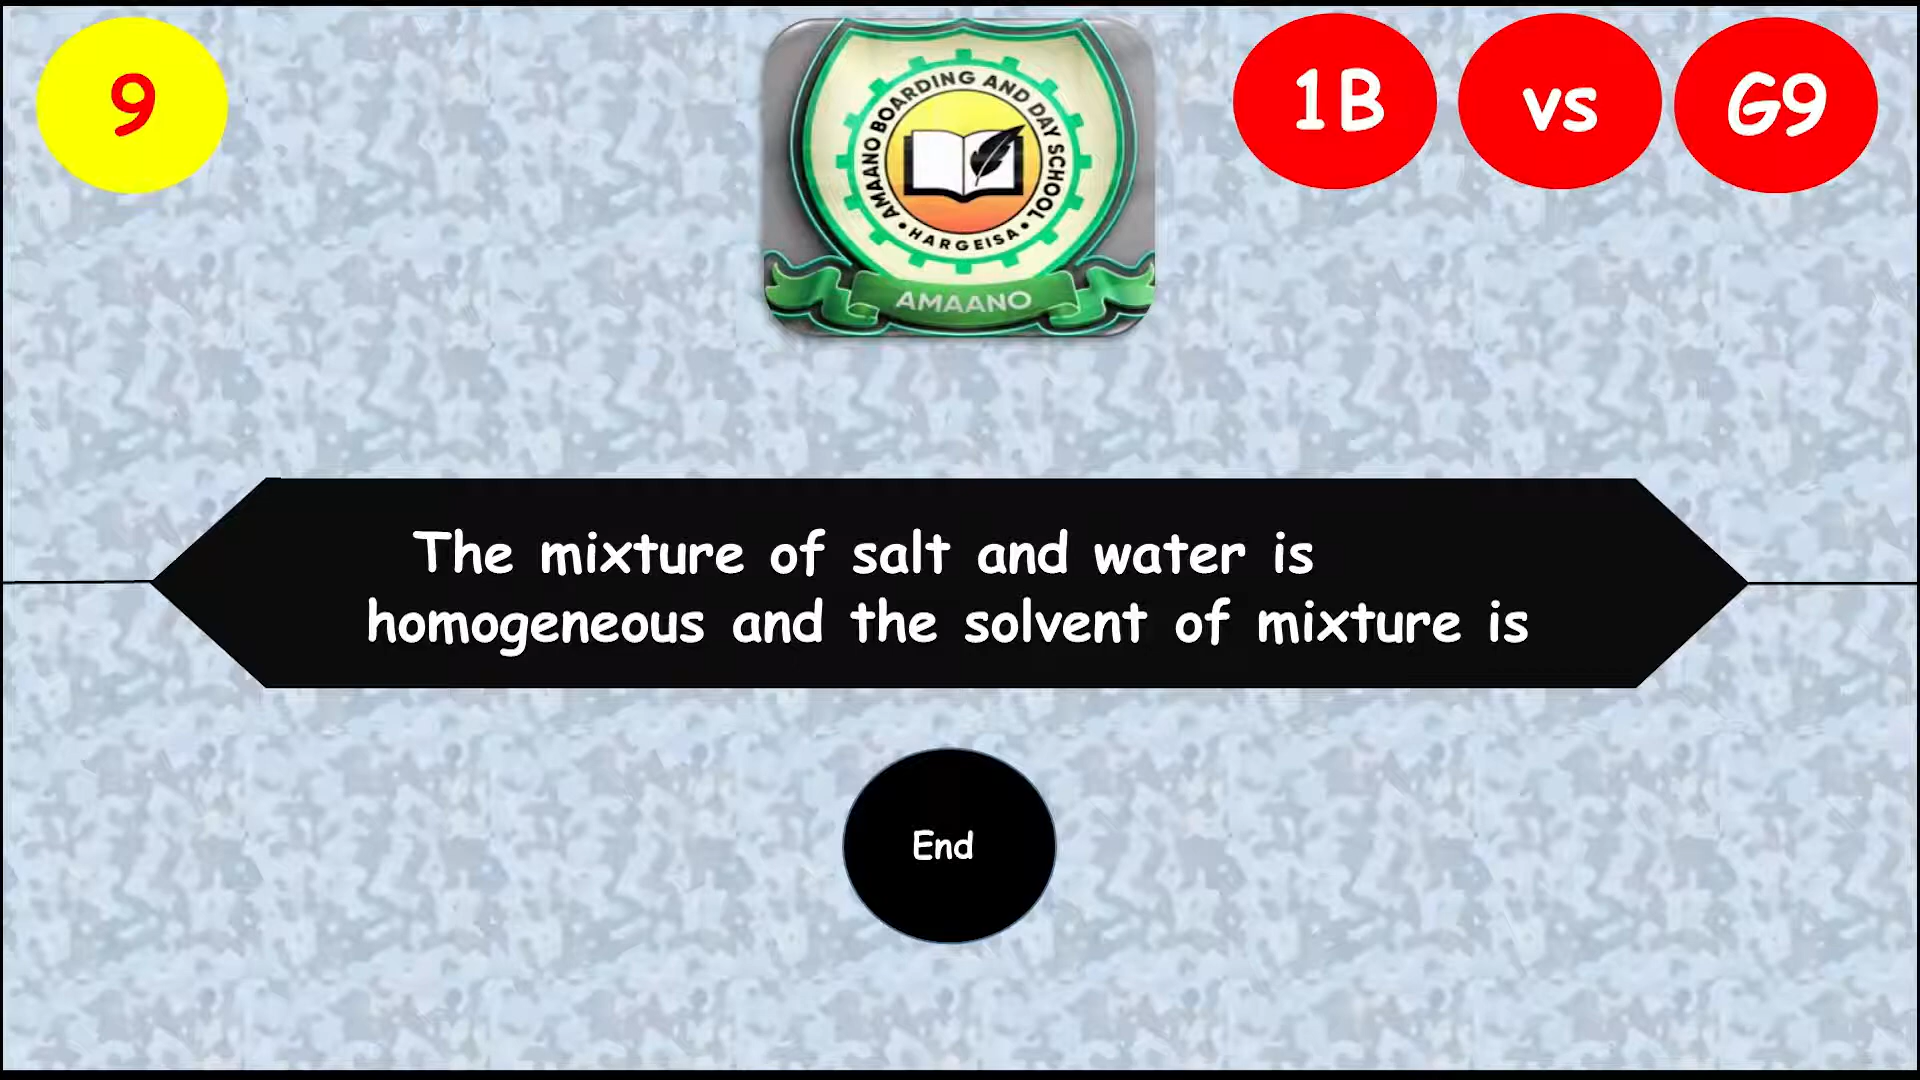 9
AMAANO BOARDING AND DAY SCHOOL
• HARGEISA •
AMAANO
1B
vs
G9
The mixture of salt and water is
homogeneous and the solvent of mixture is
End